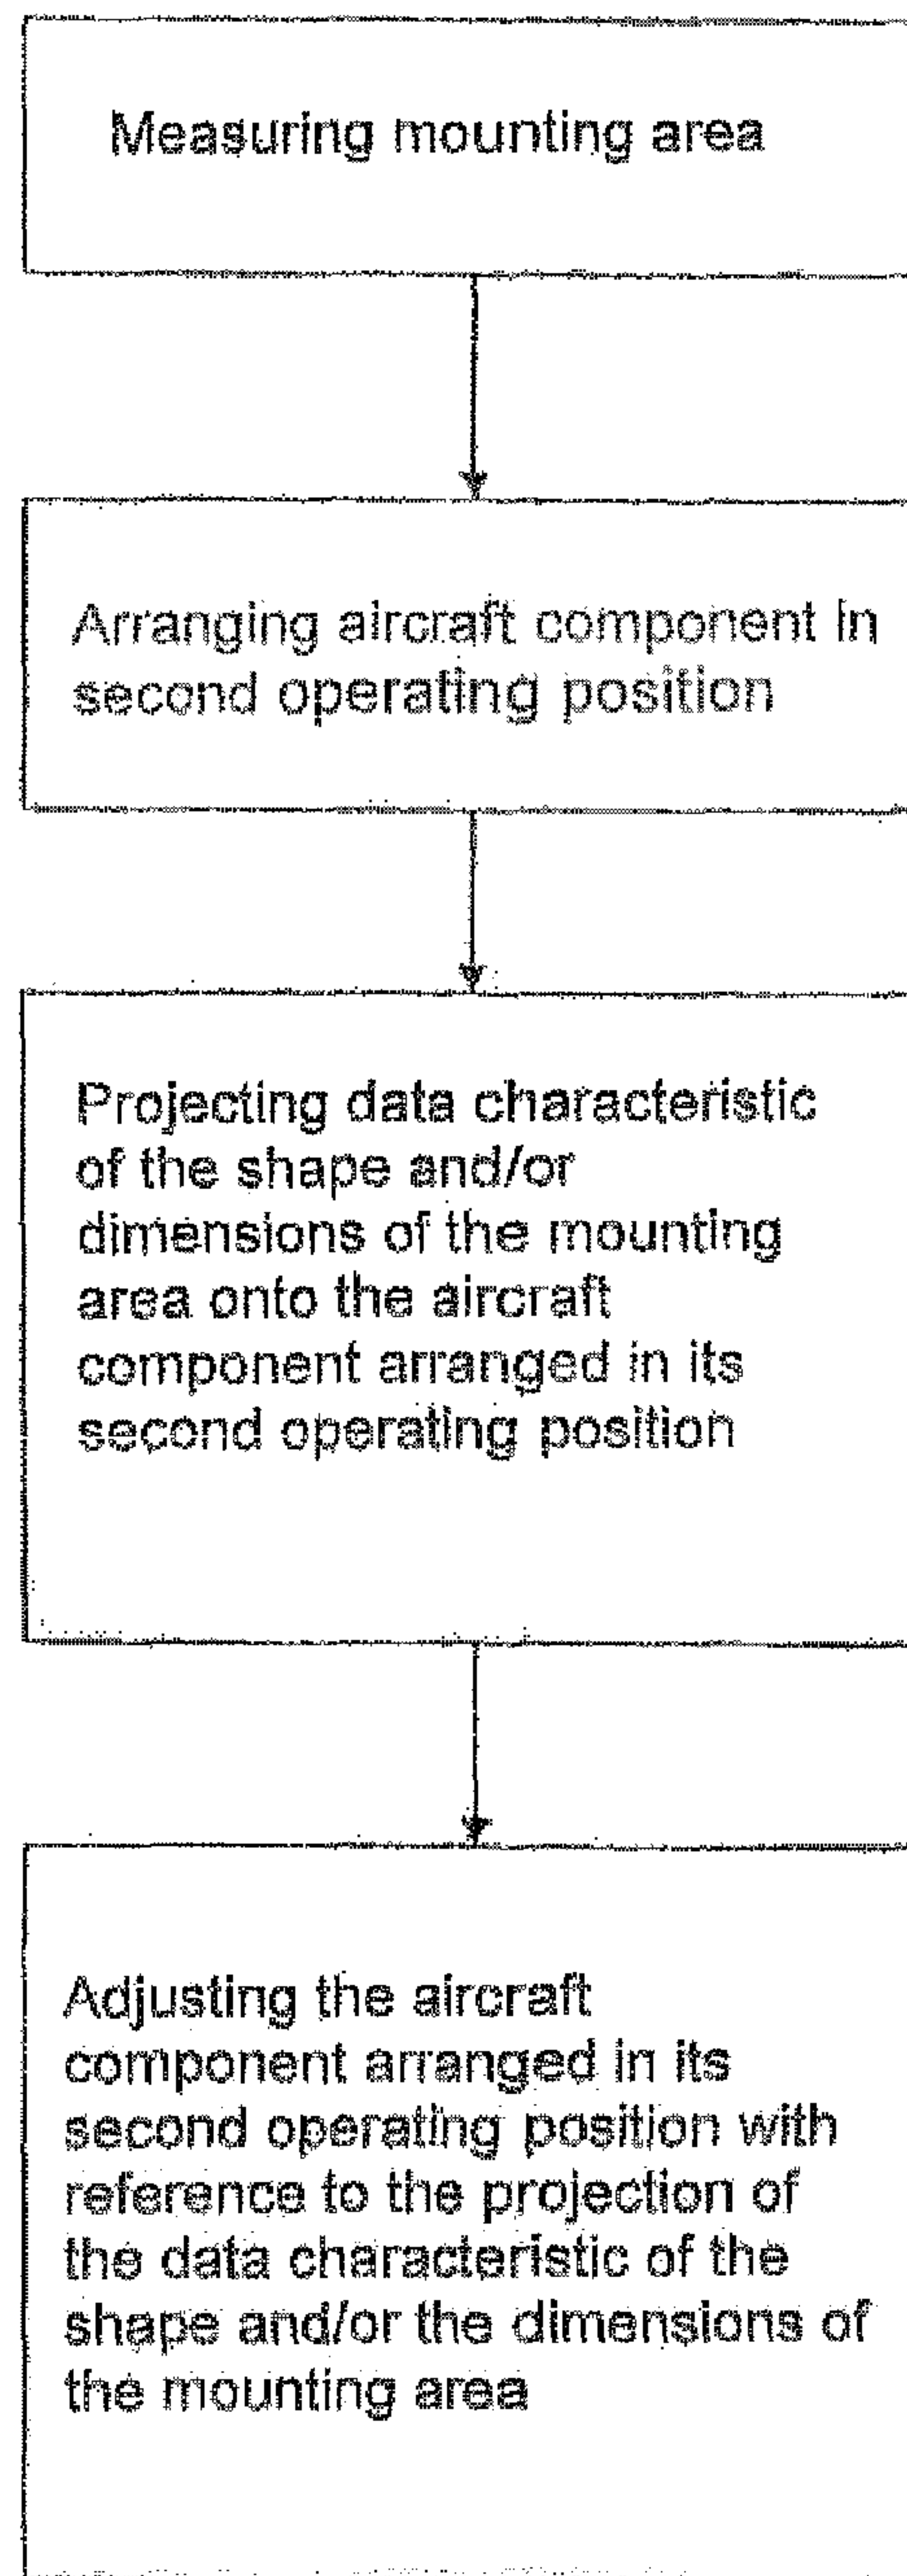 Measuring mounting area
Arranging aircraft component in
second operating position
Projecting data characteristic
of the shape and/or
dimensions of the mounting
area onto the aircraft
component arranged in its
second operating position
Adjusting the aircraft
component arranged in its
second operating position with
reference to the projection of
the data characteristic of the
shape and/or the dimensions of
the mounting area